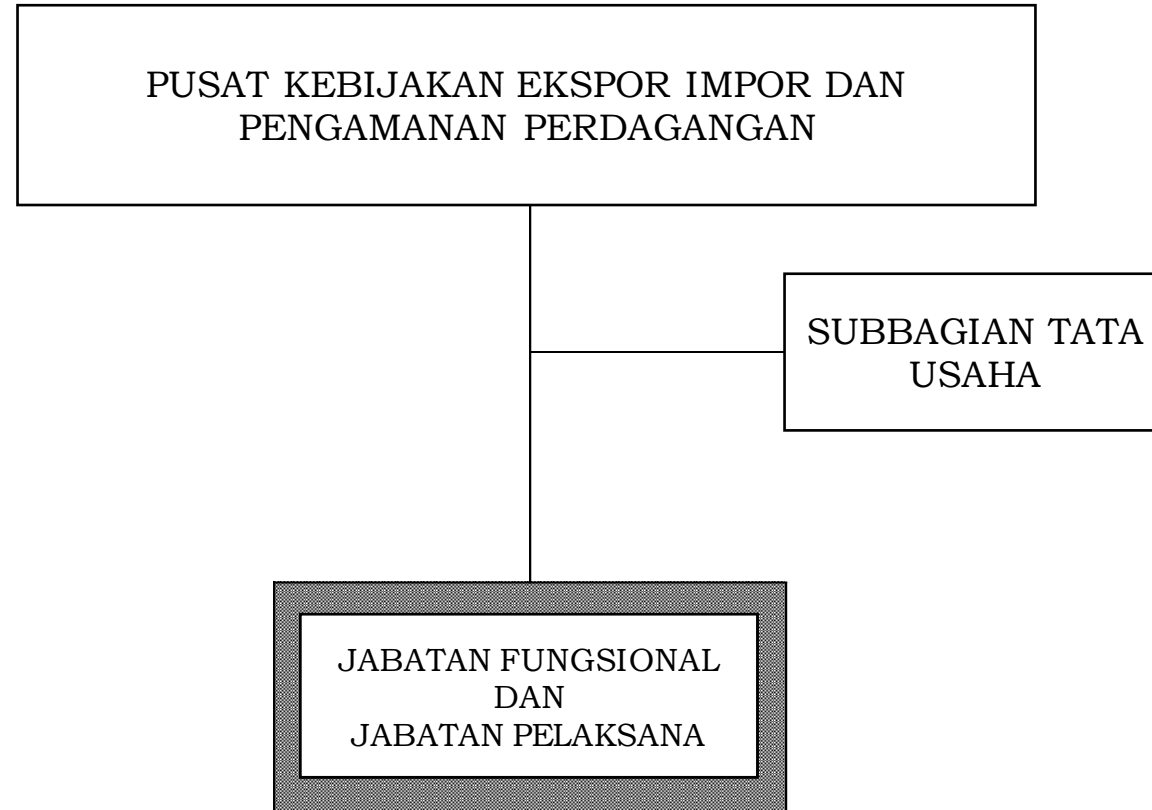 PUSAT KEBIJAKAN EKSPOR IMPOR DAN
PENGAMANAN PERDAGANGAN
SUBBAGIAN TATA
USAHA
JABATAN FUNGSIONAL
DAN
JABATAN PELAKSANA